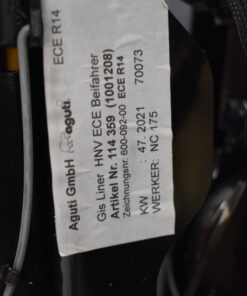 ECE R14
Aguti GmbH aguti
Gis Liner HNV ECE Beifahrer
Artikel Nr. 114 359 (1001208)
Zeichnungsnr. 600-092-00 ECE R14
KW : 47. 2021 70073
WERKER: NC 175